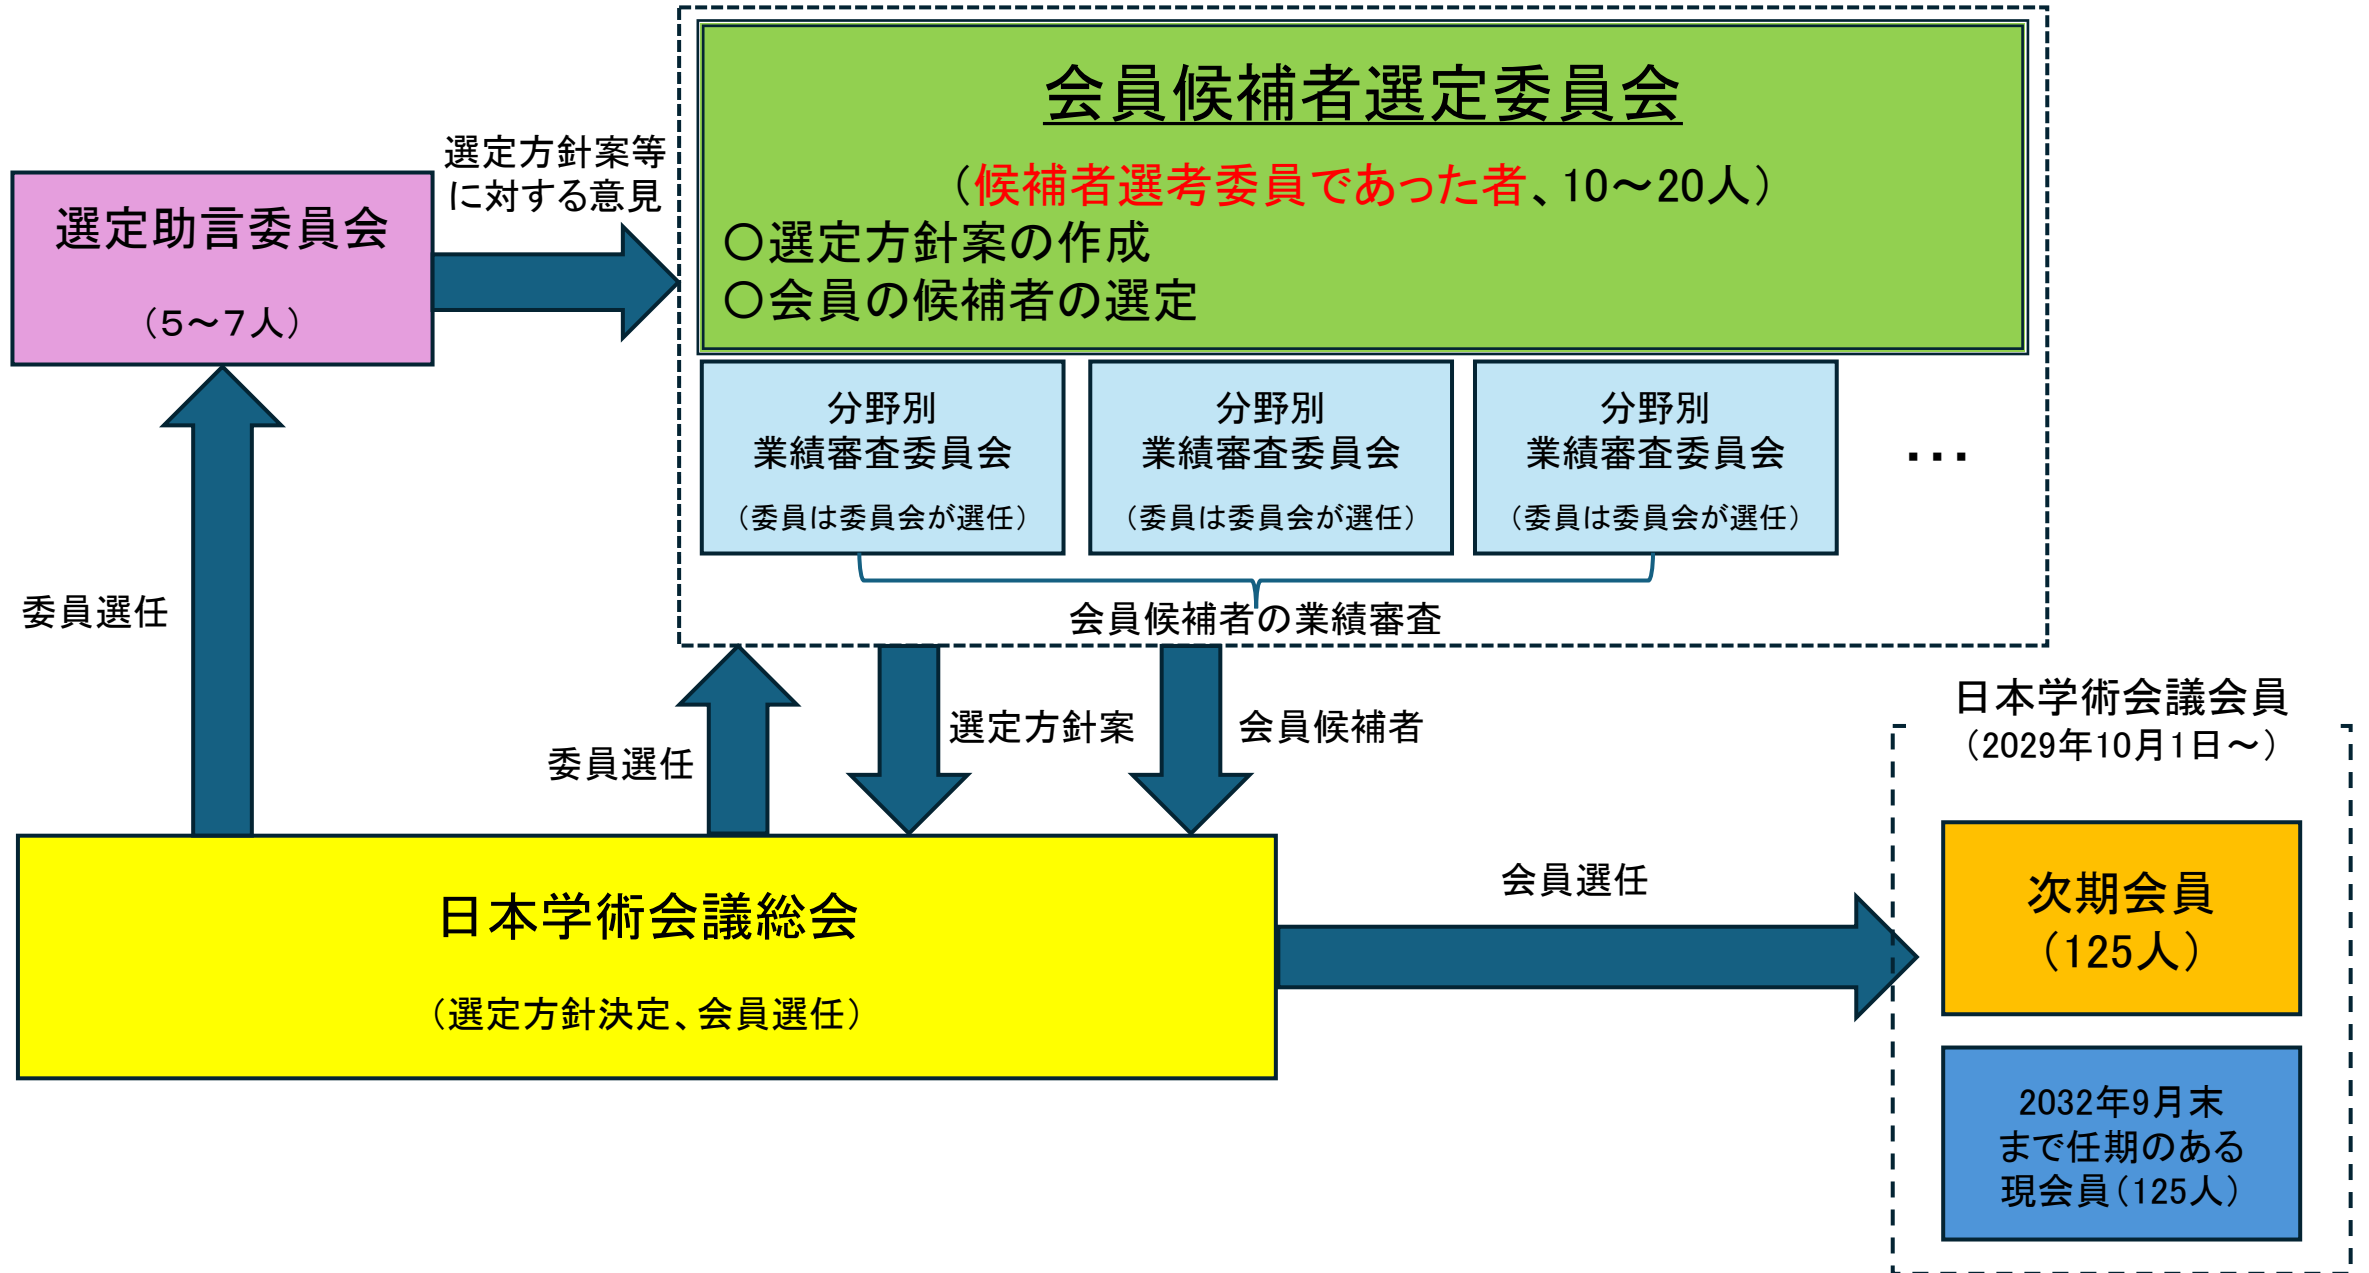 会員候補者選定委員会
（候補者選考委員であった者、10～20人）
○選定方針案の作成
○会員の候補者の選定
選定方針案等
に対する意見
選定助言委員会
（５～７人）
分野別
業績審査委員会
（委員は委員会が選任）
分野別
業績審査委員会
（委員は委員会が選任）
分野別
業績審査委員会
（委員は委員会が選任）
・・・
会員候補者の業績審査
委員選任
委員選任
選定方針案
会員候補者
日本学術会議会員
（2029年10月1日～）
日本学術会議総会
（選定方針決定、会員選任）
会員選任
次期会員
（125人）
2032年9月末
まで任期のある
現会員（125人）